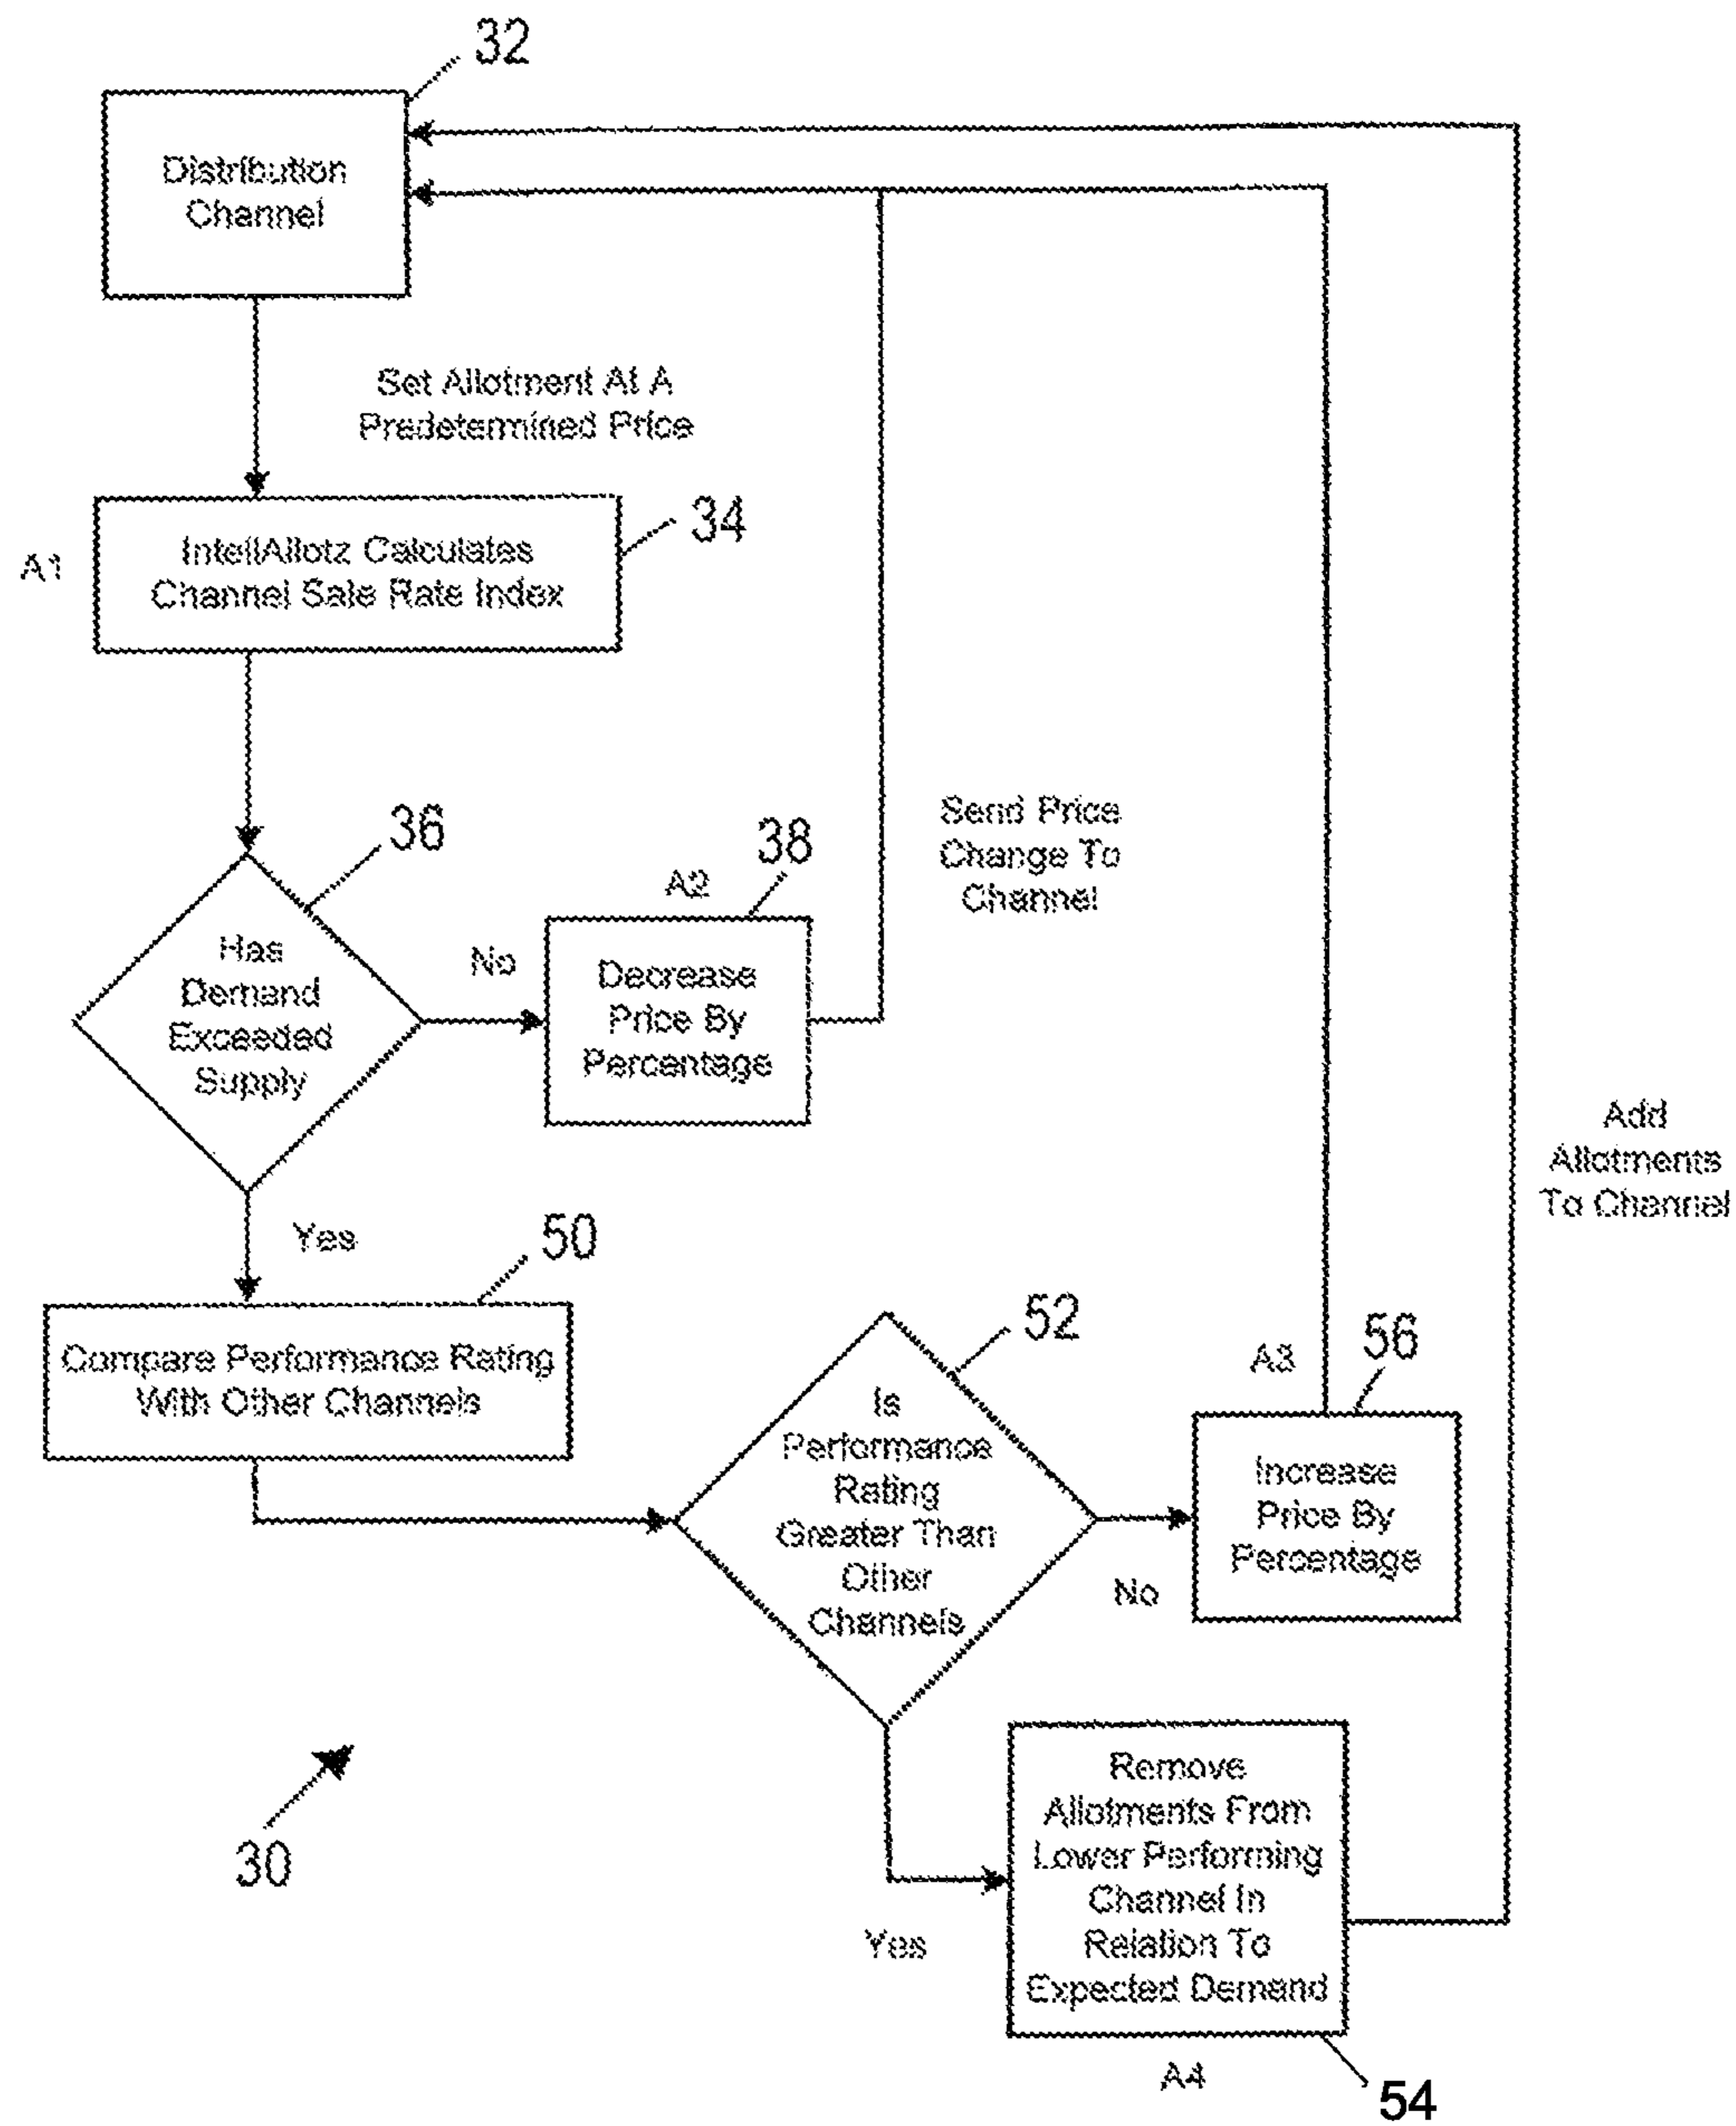 32
Distribution
Channel
Set Allotment At A
Predetermined Price
34
A1
IntellAllotz Calculates
Channel Sale Rate Index
36
Has
Demand
Exceeded
Supply
No
A2
38
Decrease
Price By
Percentage
Send Price
Change To
Channel
Add
Allotments
To Channel
Yes
50
Compare Performance Rating
With Other Channels
52
Is
Performance
Rating
Greater Than
Other
Channels
No
A3
56
Increase
Price By
Percentage
30
Yes
Remove
Allotments From
Lower Performing
Channel In
Relation To
Expected Demand
A4
54